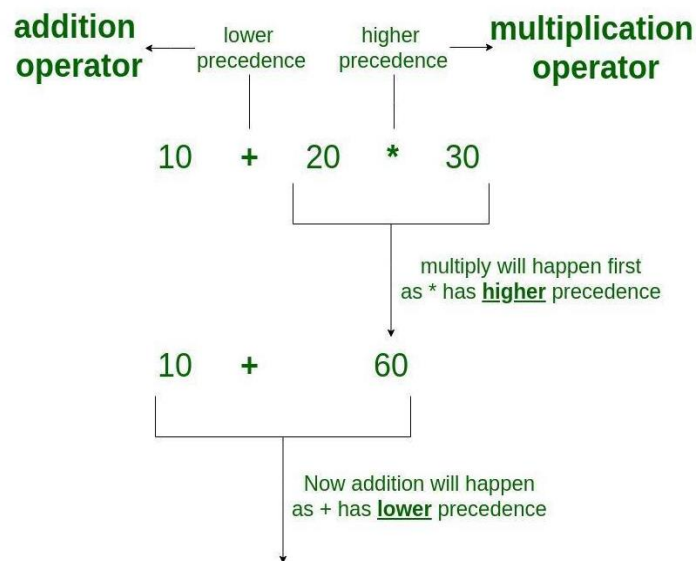 addition
operator
lower
precedence
higher
precedence
multiplication
operator
10 + 20 * 30
multiply will happen first
as * has higher precedence
10 + 60
Now addition will happen
as + has lower precedence